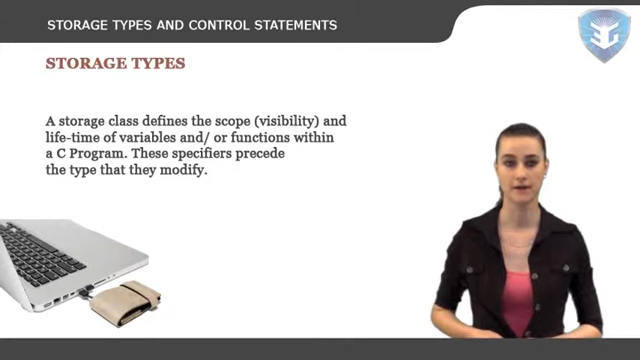 STORAGE TYPES AND CONTROL STATEMENTS
STORAGE TYPES
A storage class defines the scope (visibility) and
life-time of variables and/ or functions within
a C Program. These specifiers precede
the type that they modify.